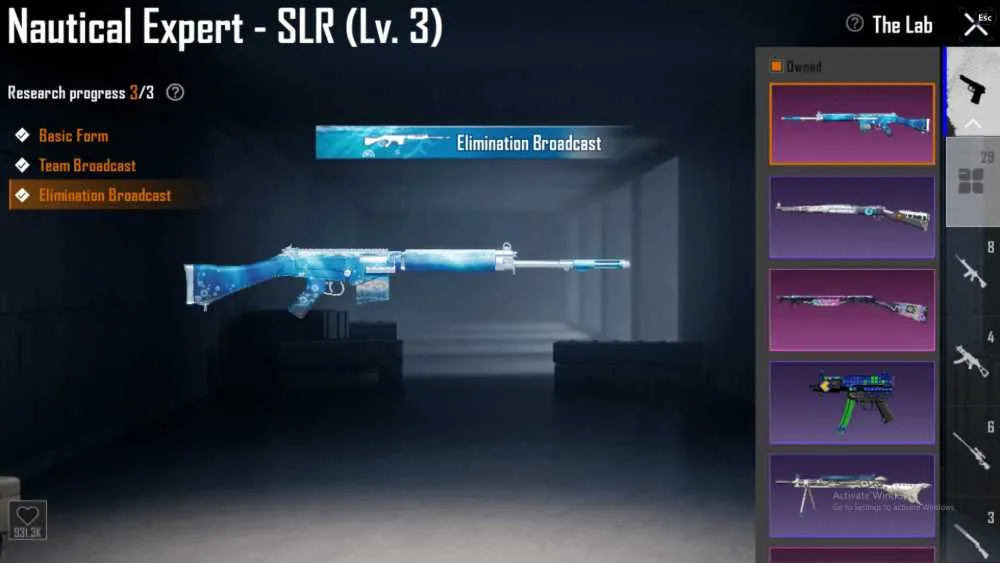 Nautical Expert - SLR (Lv. 3)
The Lab
Esc
Research progress 3/3
Owned
Basic Form
Team Broadcast
Elimination Broadcast
Elimination Broadcast
29
8
4
6
3
931.3K
Activate Windows
Go to Settings to activate Windows.